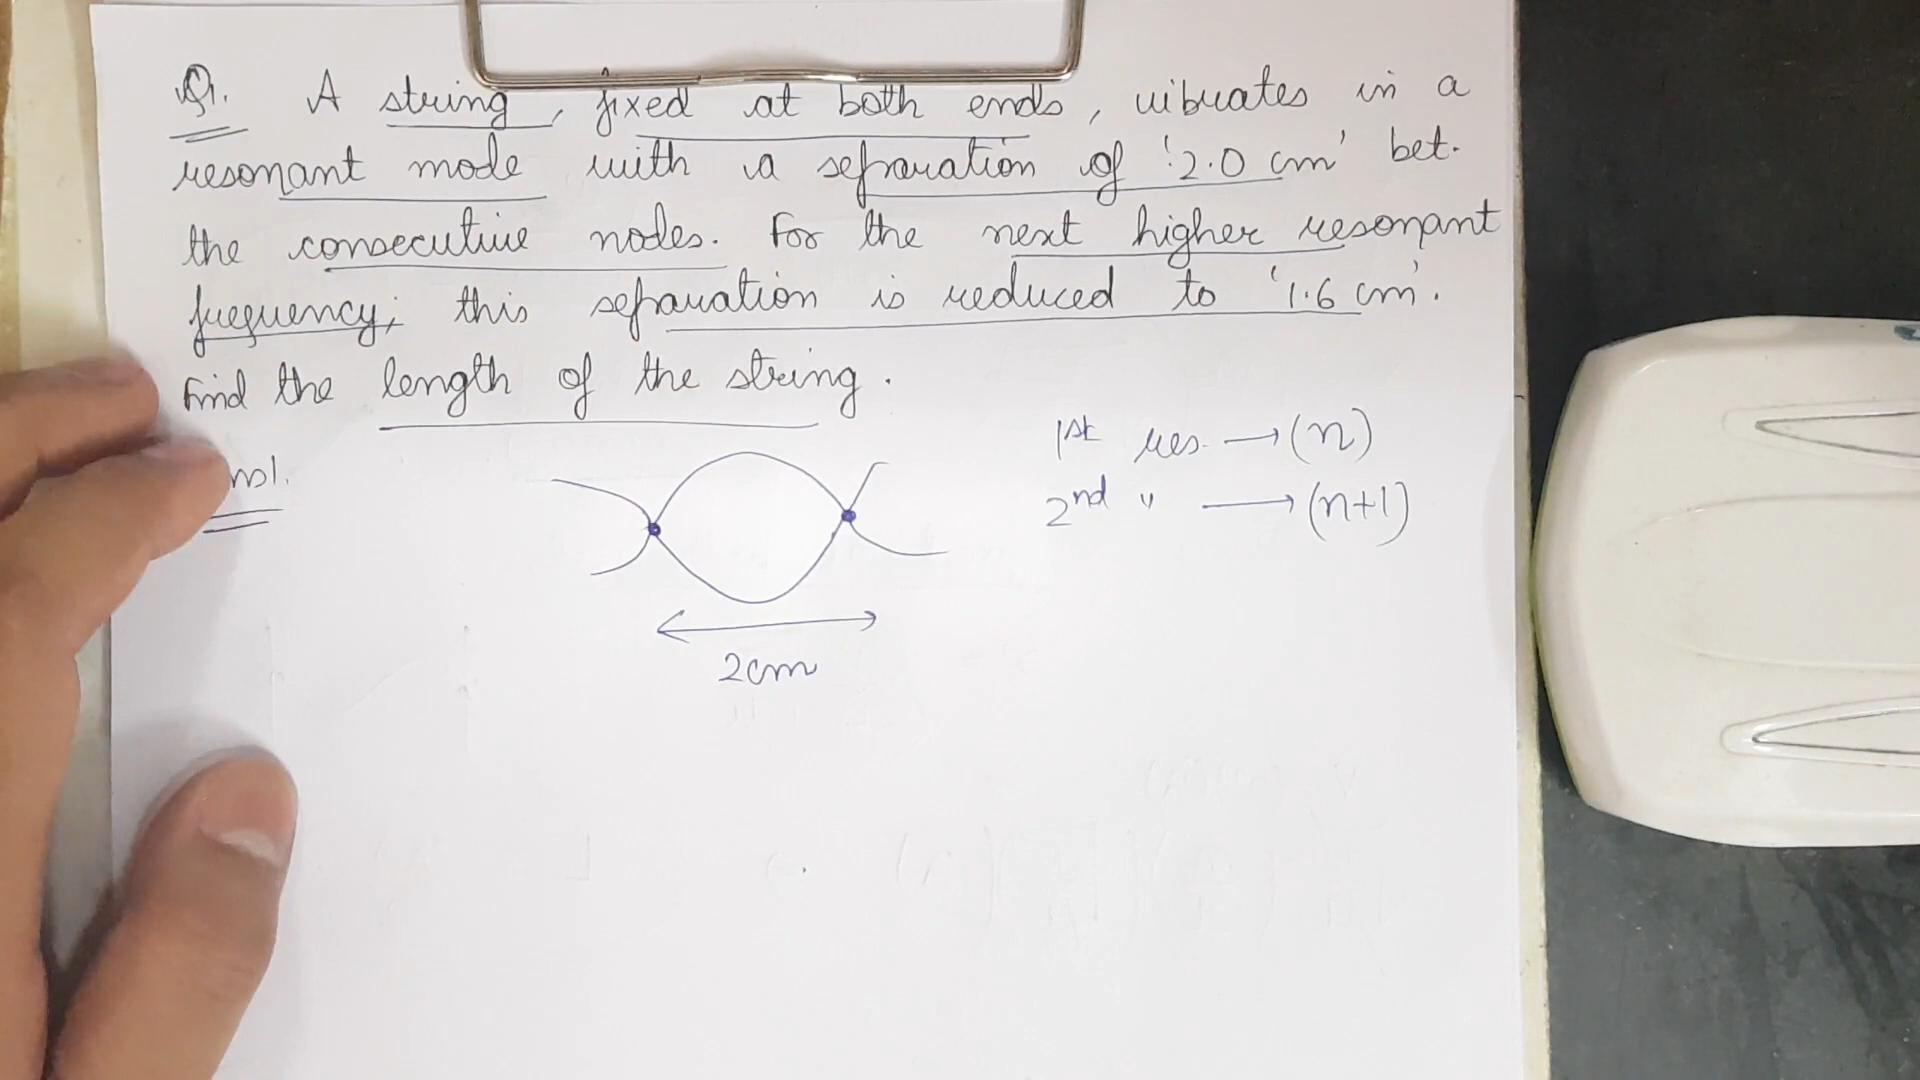 Q1. A string, fixed at both ends, vibrates in a
resonant mode with a separation of '2.0 cm' bet.
the consecutive nodes. For the next higher resonant
frequency, this separation is reduced to '1.6 cm'.
Find the length of the string.
1st res. → (n)
nsl.
2nd " → (n+1)
2cm